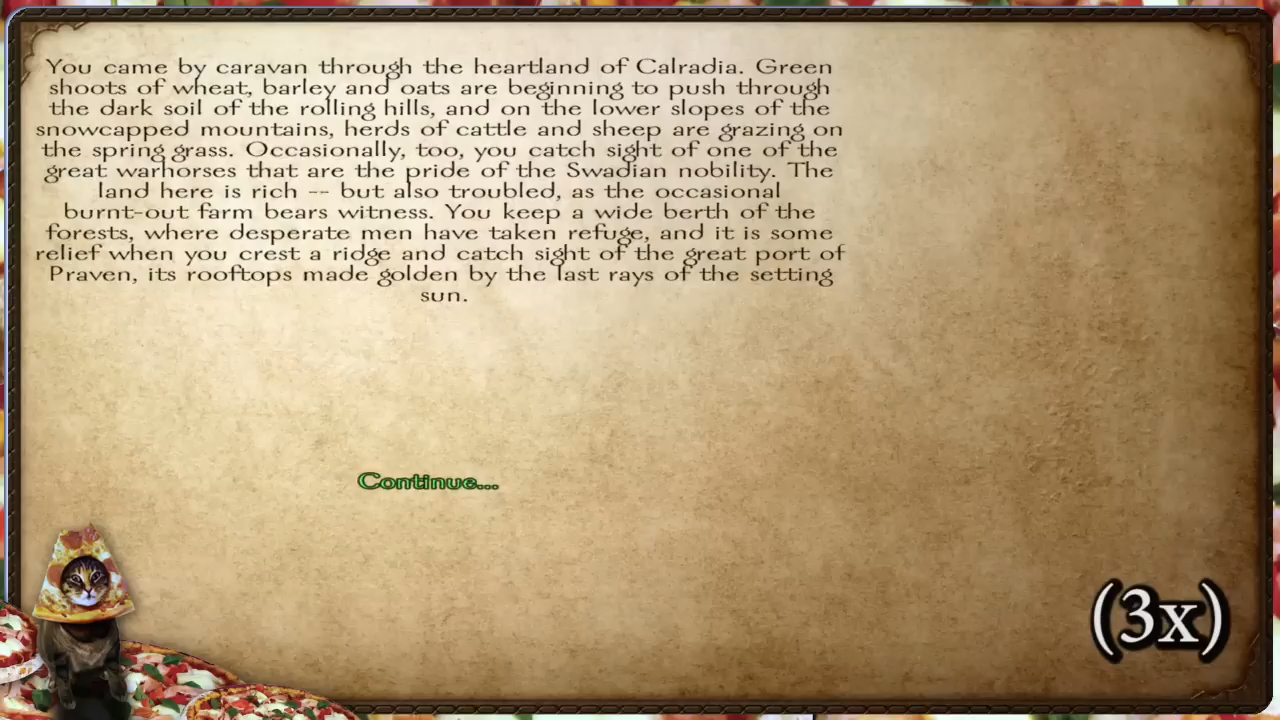 You came by caravan through the heartland of Calradia. Green
shoots of wheat, barley and oats are beginning to push through
the dark soil of the rolling hills, and on the lower slopes of the
snowcapped mountains, herds of cattle and sheep are grazing on
the spring grass. Occasionally, too, you catch sight of one of the
great warhorses that are the pride of the Swadian nobility. The
land here is rich -- but also troubled, as the occasional
burnt-out farm bears witness. You keep a wide berth of the
forests, where desperate men have taken refuge, and it is some
relief when you crest a ridge and catch sight of the great port of
Praven, its rooftops made golden by the last rays of the setting
sun.
Continue...
(3x)